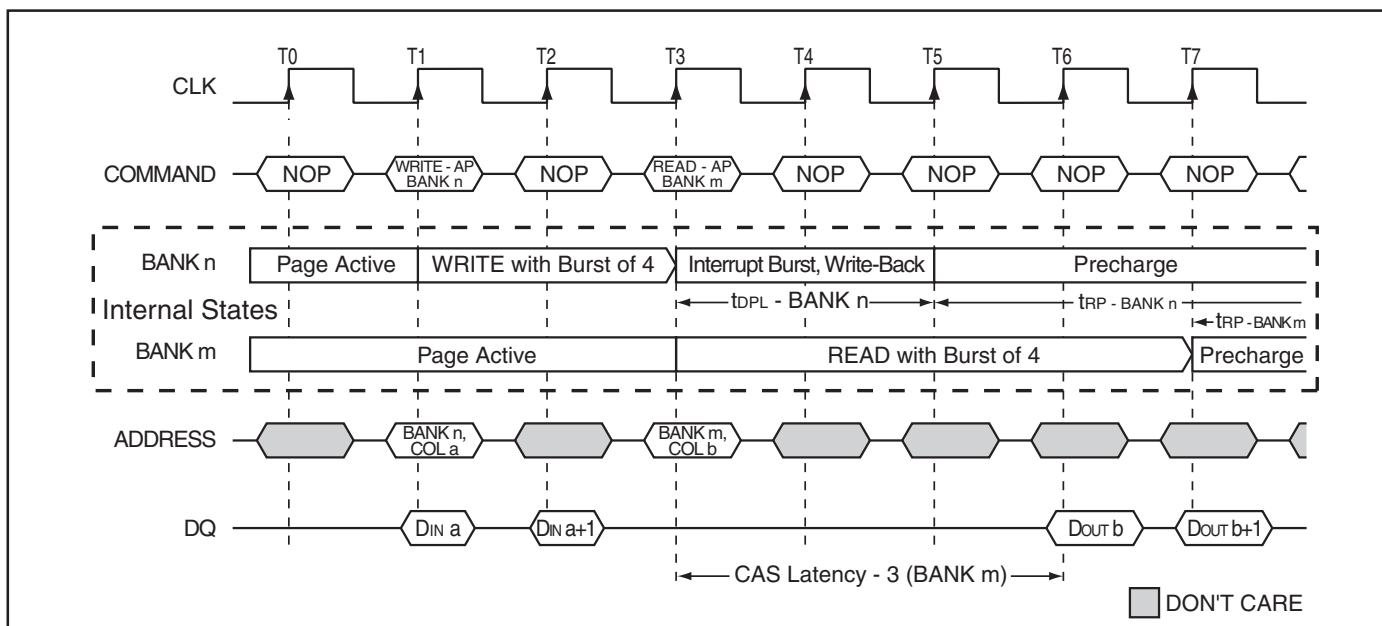 T0 T1 T2 T3 T4 T5 T6 T7
CLK
COMMAND NOP WRITE - AP BANK n NOP READ - AP BANK m NOP NOP NOP NOP
BANK n Page Active WRITE with Burst of 4 Interrupt Burst, Write-Back Precharge
tDPL - BANK n tRP - BANK n
Internal States
tRP - BANK m
BANK m Page Active READ with Burst of 4 Precharge
ADDRESS BANK n, COL a BANK m, COL b
DQ DIN a DIN a+1 DOUT b DOUT b+1
CAS Latency - 3 (BANK m)
DON'T CARE